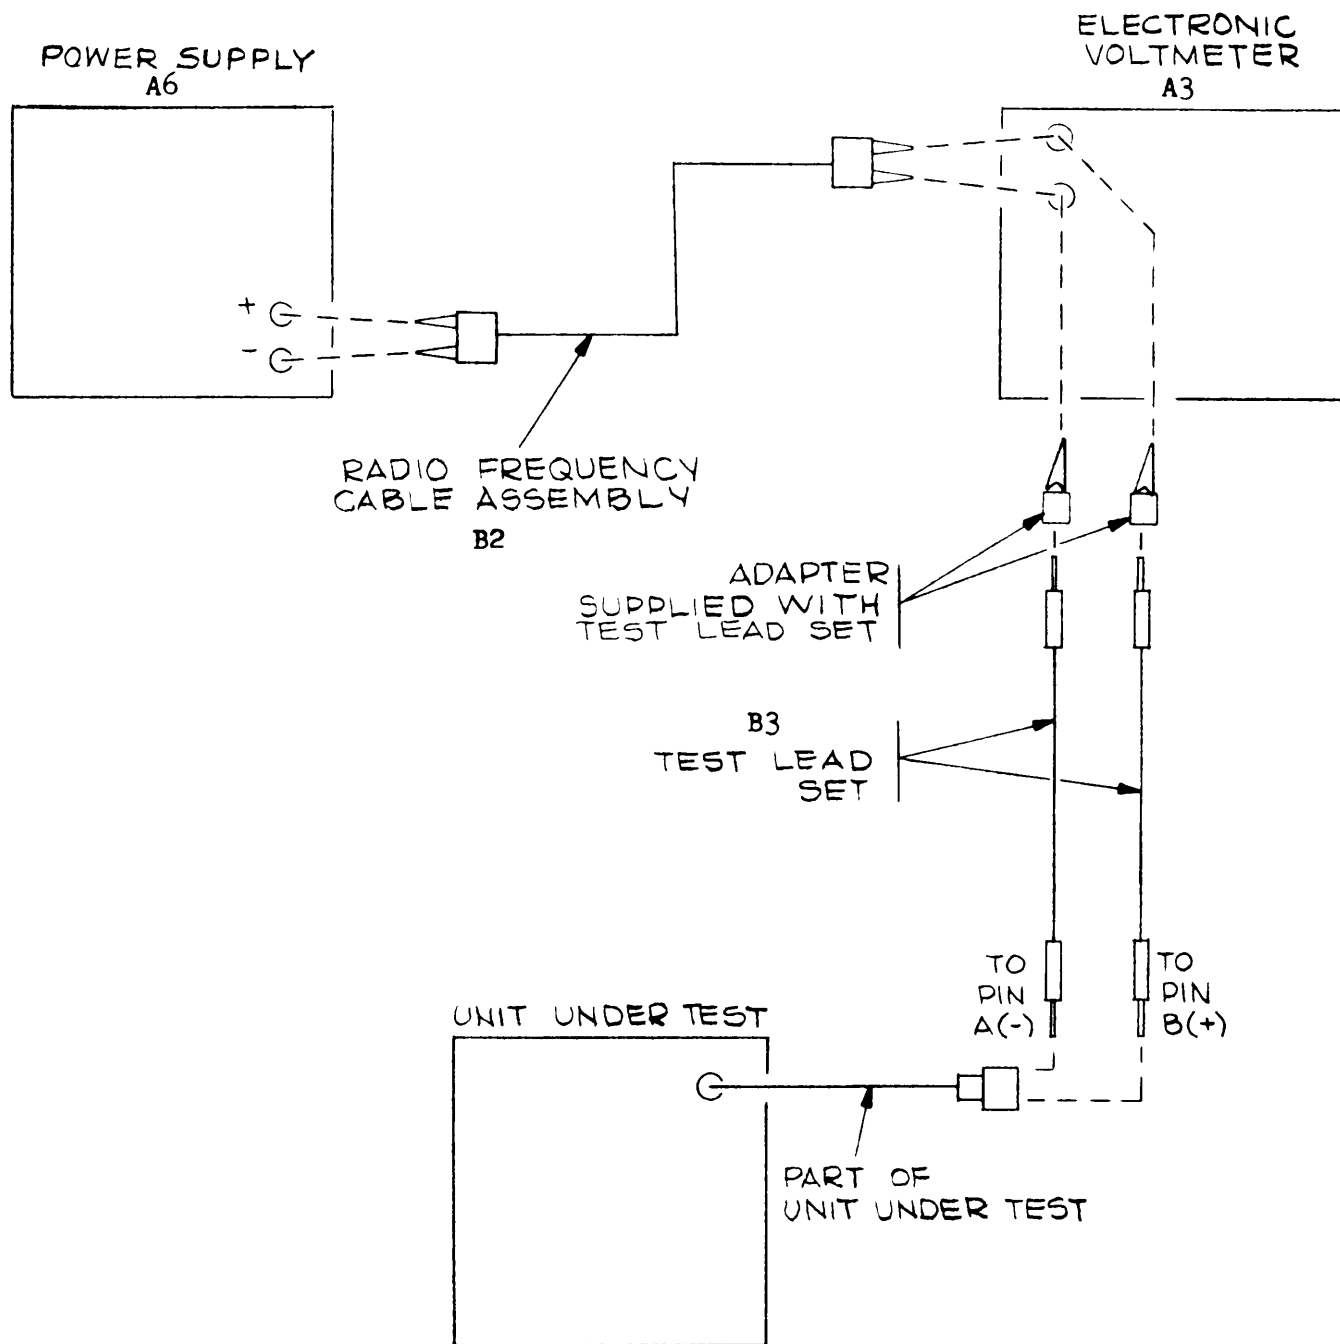 POWER SUPPLY
A6
ELECTRONIC
VOLTMETER
A3
+
-
RADIO FREQUENCY
CABLE ASSEMBLY
B2
ADAPTER
SUPPLIED WITH
TEST LEAD SET
B3
TEST LEAD
SET
TO
PIN
A(-)
TO
PIN
B(+)
UNIT UNDER TEST
PART OF
UNIT UNDER TEST